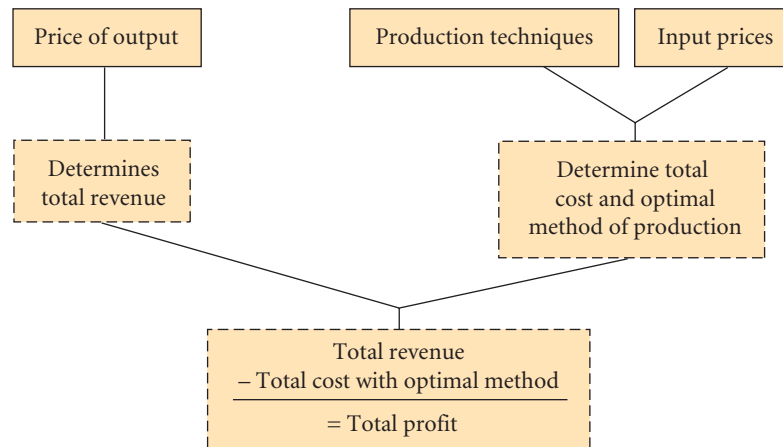 Price of output
Production techniques
Input prices
Determines
total revenue
Determine total
cost and optimal
method of production
Total revenue
– Total cost with optimal method
= Total profit